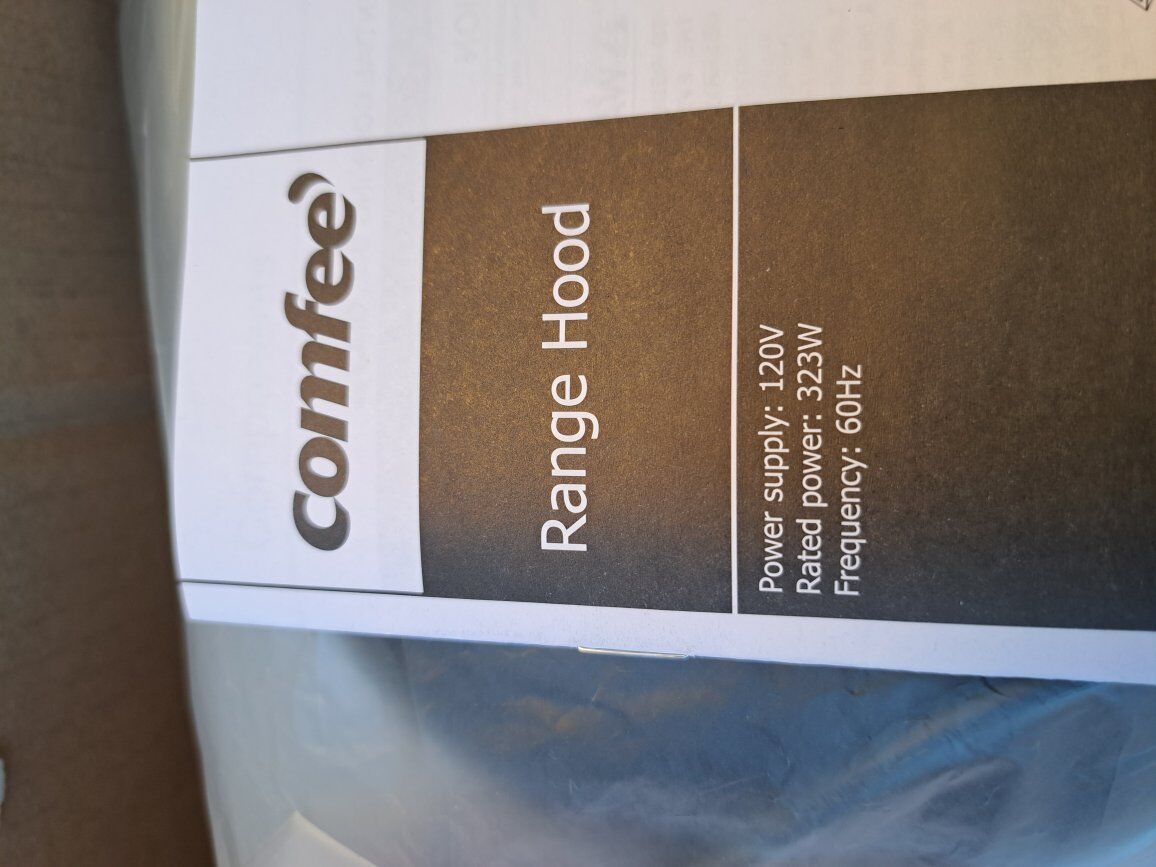 comfee
Range Hood
Power supply: 120V
Rated power: 323W
Frequency: 60Hz